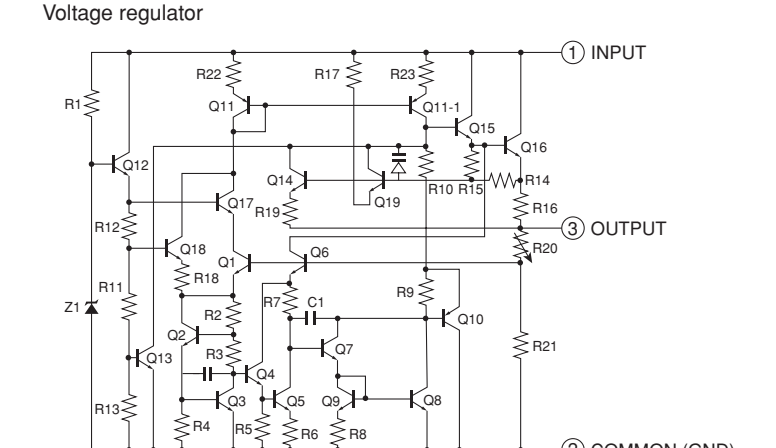 Voltage regulator
1 INPUT
R22 R17 R23
R1 Q11 Q11-1
Q15
Q16
Q12
Q14 R10 R15 R14
Q19
Q17 R19 R16
R12 3 OUTPUT
Q18 Q6 R20
Q1
R18
R11 R9
Z1 R7 C1
R2 Q10
Q2 R21
Q13 R3 Q7
Q4
Q3 Q5 Q9 Q8
R13 R4 R5 R6 R8
2 COMMON (GND)